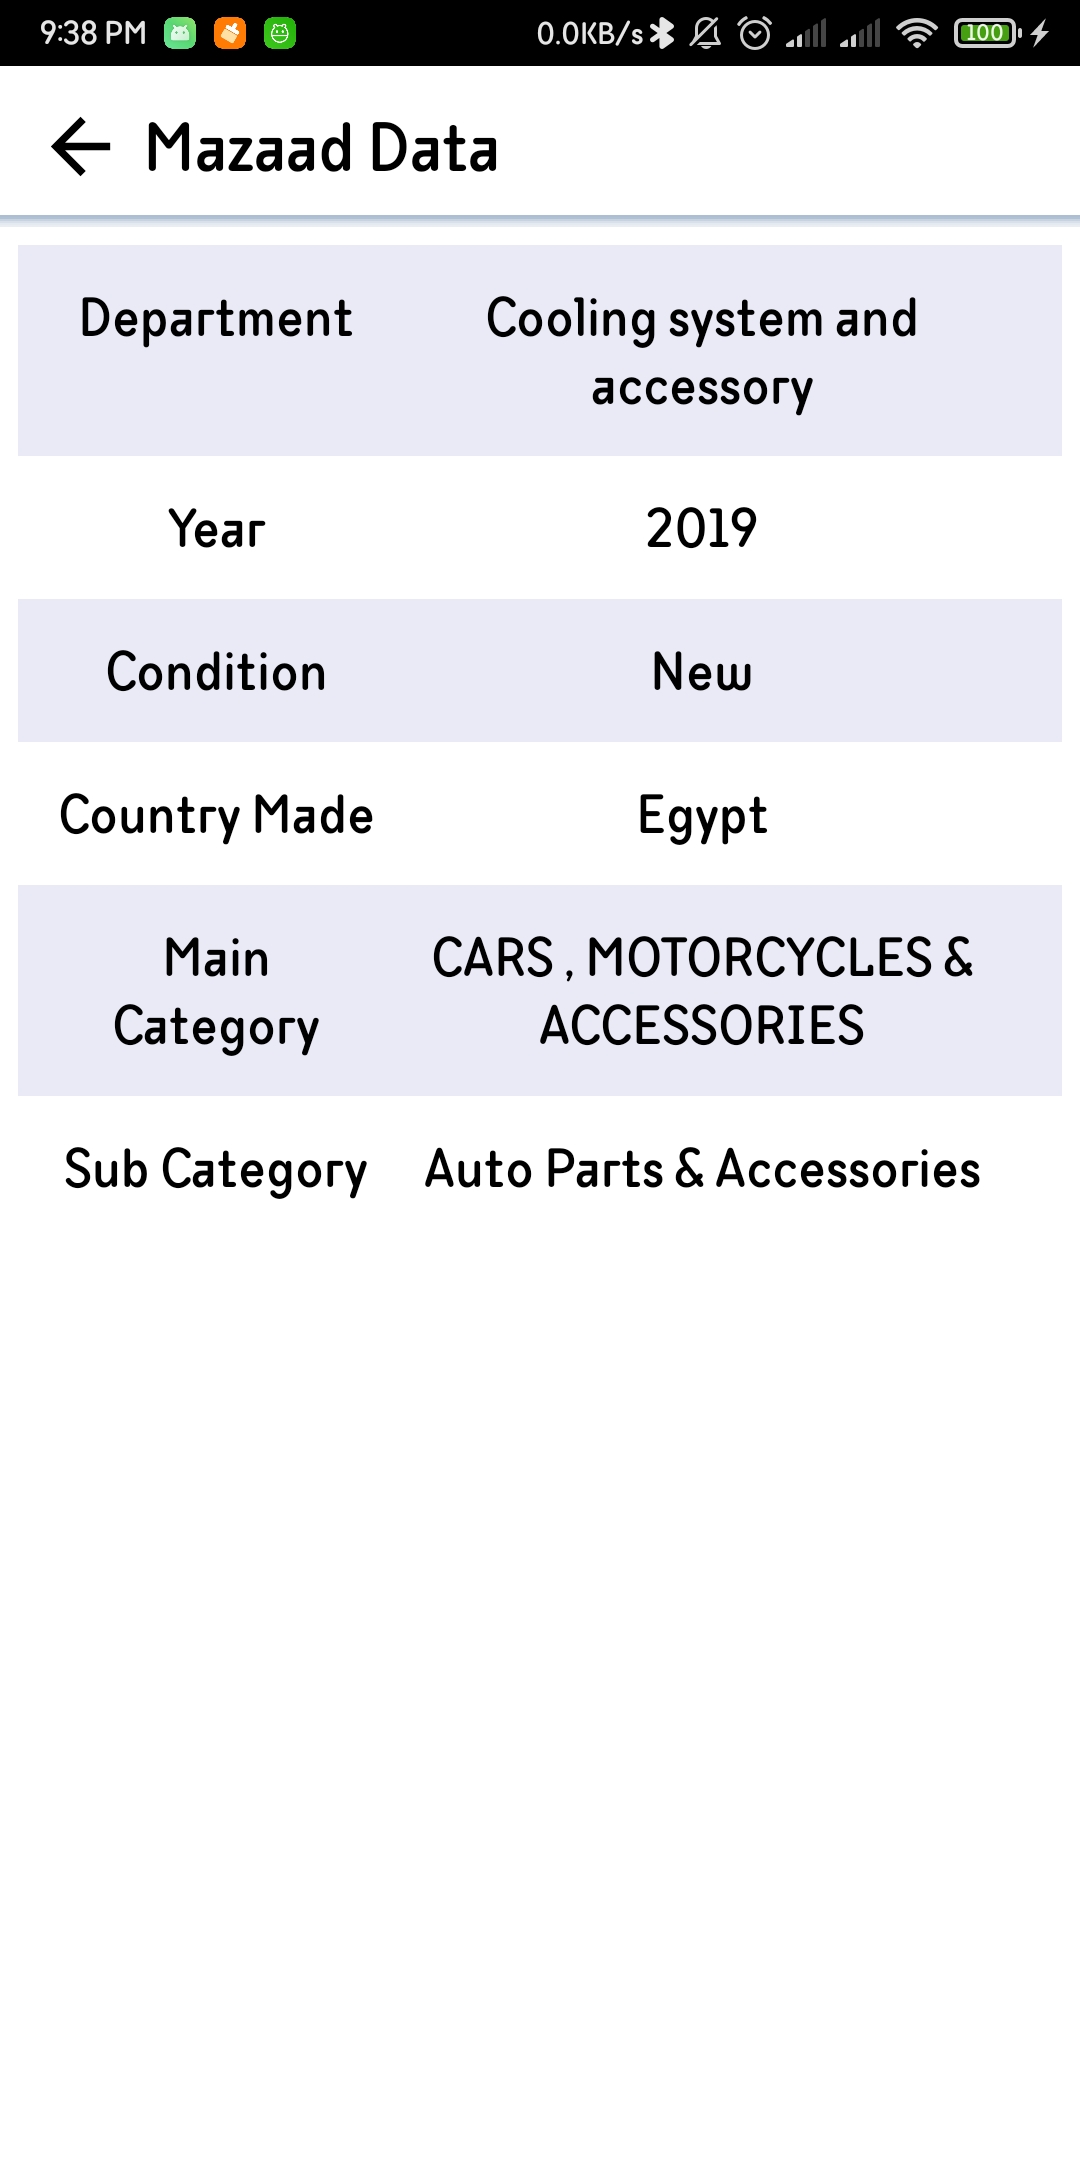 9:38 PM 0.0KB/s 100
Mazaad Data
Department Cooling system and
accessory
Year 2019
Condition New
Country Made Egypt
Main CARS , MOTORCYCLES &
Category ACCESSORIES
Sub Category Auto Parts & Accessories